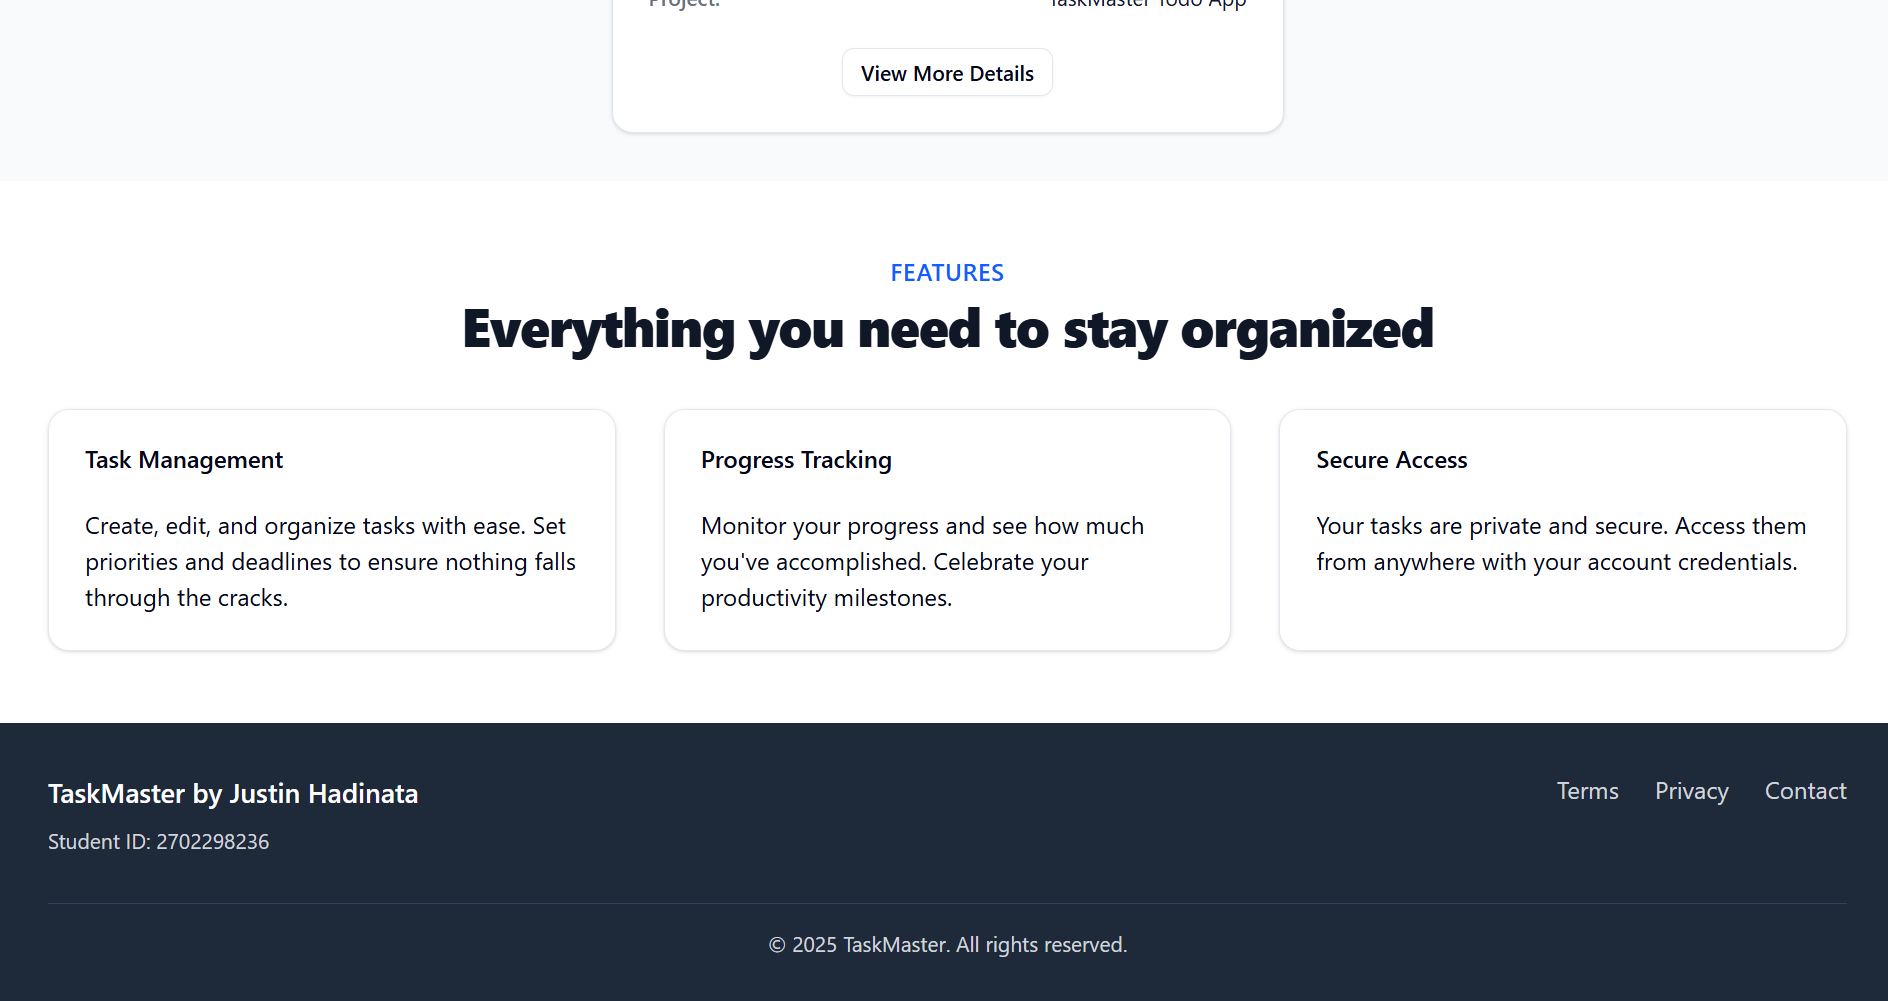 Project: TaskMaster Todo App
View More Details
FEATURES
Everything you need to stay organized
Task Management
Create, edit, and organize tasks with ease. Set
priorities and deadlines to ensure nothing falls
through the cracks.
Progress Tracking
Monitor your progress and see how much
you've accomplished. Celebrate your
productivity milestones.
Secure Access
Your tasks are private and secure. Access them
from anywhere with your account credentials.
TaskMaster by Justin Hadinata
Student ID: 2702298236
Terms Privacy Contact
© 2025 TaskMaster. All rights reserved.